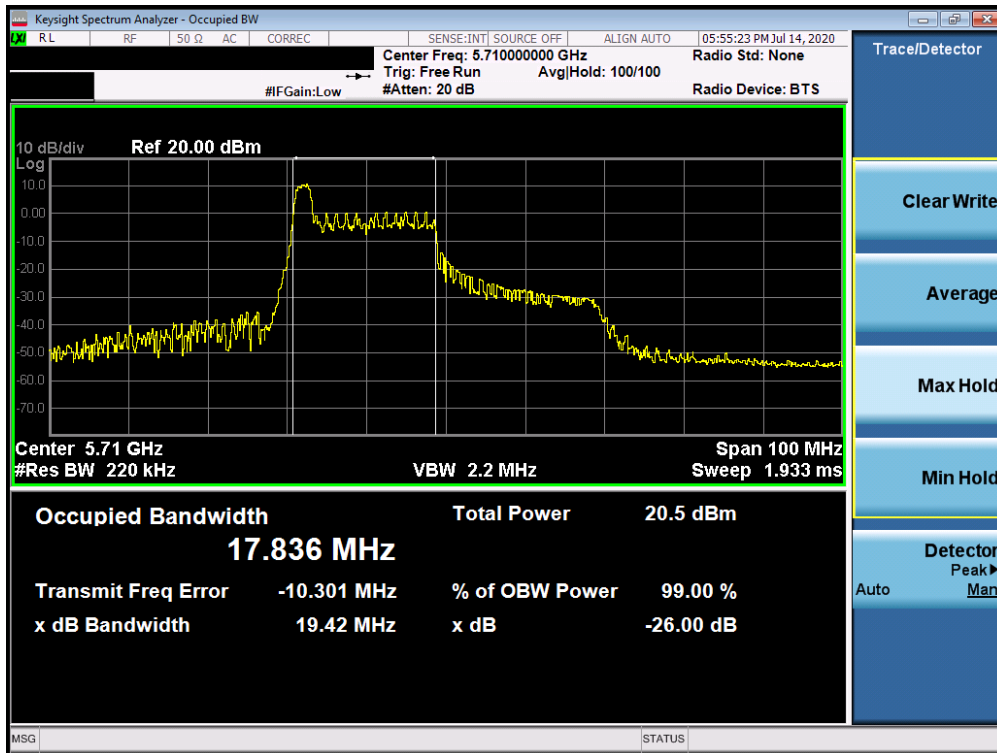 Keysight Spectrum Analyzer - Occupied BW
LXI RL RF 50 Ω AC CORREC SENSE:INT SOURCE OFF ALIGN AUTO 05:55:23 PM Jul 14, 2020
Center Freq: 5.710000000 GHz Radio Std: None
Trig: Free Run Avg|Hold: 100/100
#IFGain:Low #Atten: 20 dB Radio Device: BTS
Trace/Detector
10 dB/div Ref 20.00 dBm
Log
10.0
0.00
-10.0
-20.0
-30.0
-40.0
-50.0
-60.0
-70.0
Center 5.71 GHz Span 100 MHz
#Res BW 220 kHz VBW 2.2 MHz Sweep 1.933 ms
Occupied Bandwidth Total Power 20.5 dBm
17.836 MHz
Transmit Freq Error -10.301 MHz % of OBW Power 99.00 %
x dB Bandwidth 19.42 MHz x dB -26.00 dB
Clear Write
Average
Max Hold
Min Hold
Detector
Peak▶
Auto Man
MSG STATUS